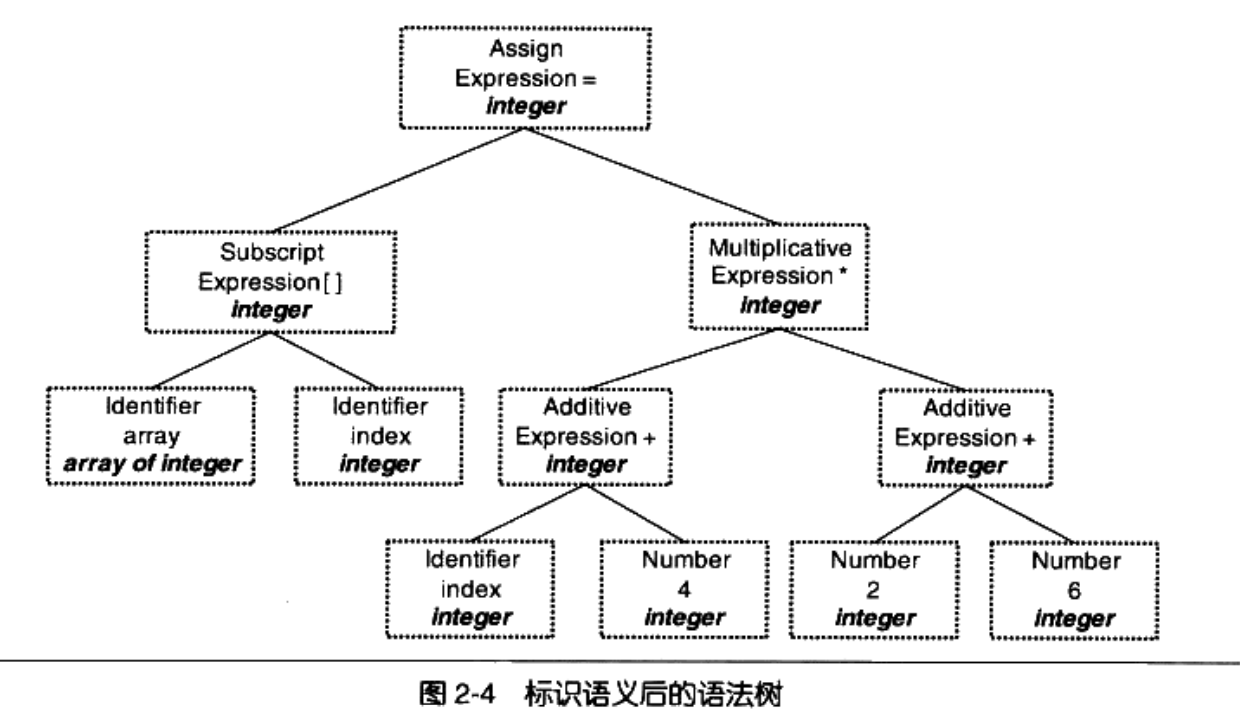 Assign
Expression =
integer
Subscript
Expression[ ]
integer
Multiplicative
Expression *
integer
Identifier
array
array of integer
Identifier
index
integer
Additive
Expression +
integer
Additive
Expression +
integer
Identifier
index
integer
Number
4
integer
Number
2
integer
Number
6
integer
图 2-4 标识语义后的语法树